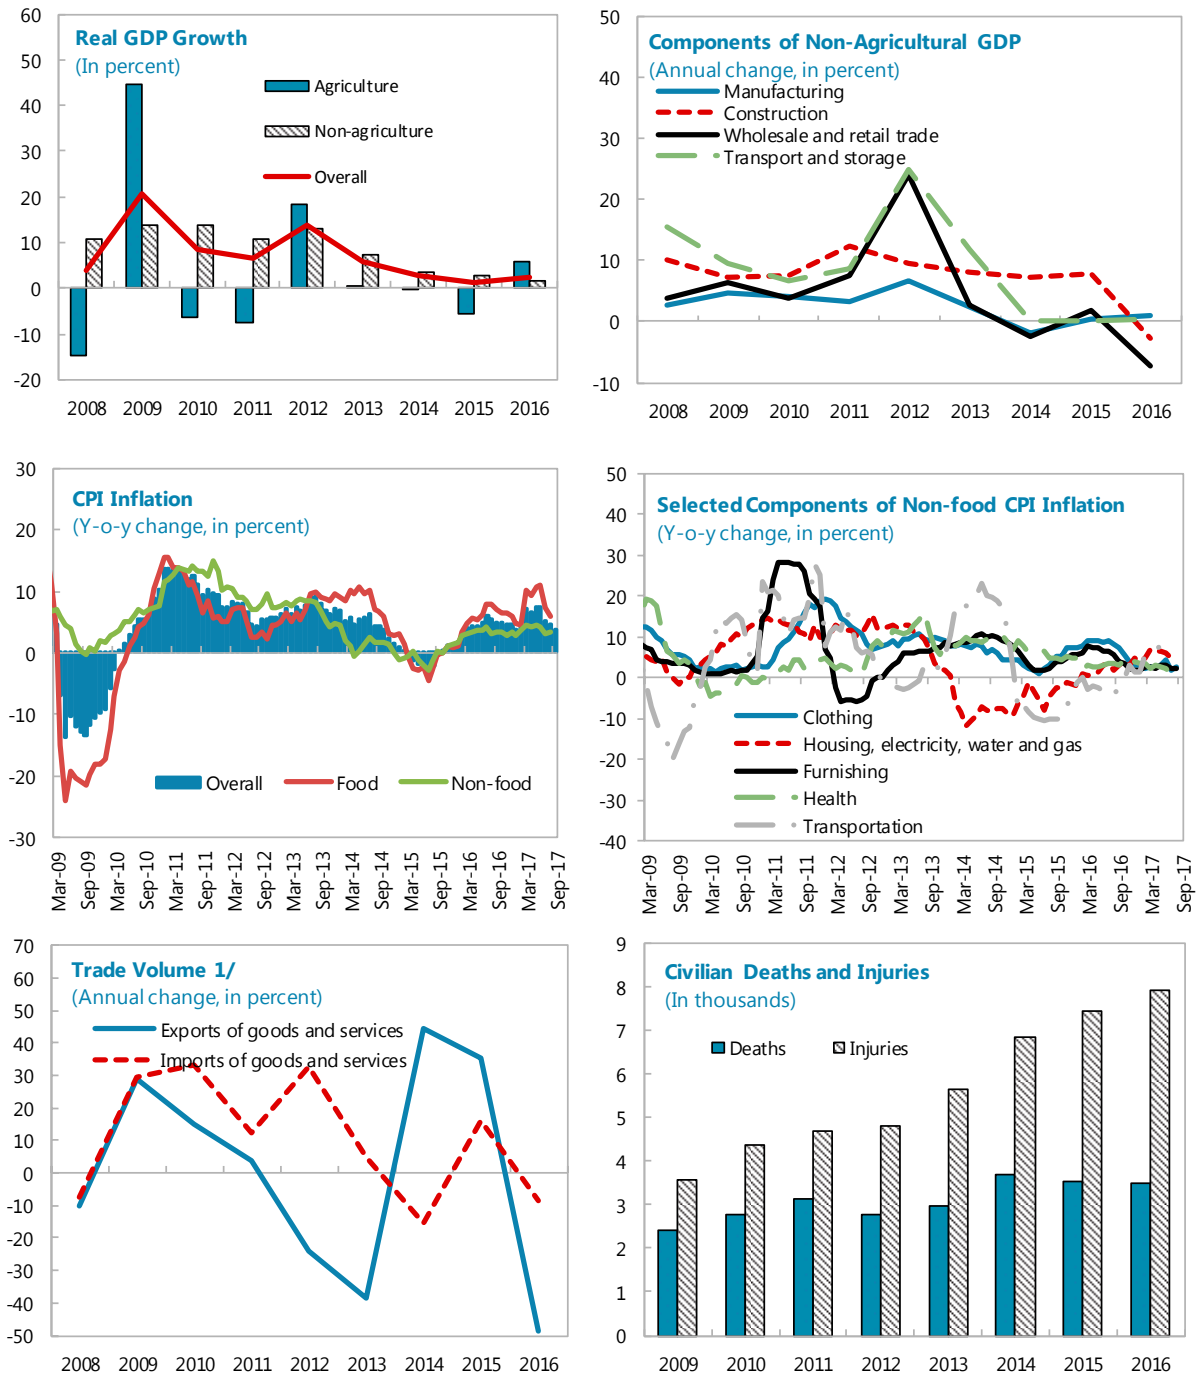 Real GDP Growth
(In percent)
Agriculture
Non-agriculture
Overall
60
50
40
30
20
10
0
-10
-20
2008 2009 2010 2011 2012 2013 2014 2015 2016
Components of Non-Agricultural GDP
(Annual change, in percent)
Manufacturing
Construction
Wholesale and retail trade
Transport and storage
50
40
30
20
10
0
-10
2008 2009 2010 2011 2012 2013 2014 2015 2016
CPI Inflation
(Y-o-y change, in percent)
30
20
10
0
-10
-20
-30
Overall Food Non-food
Mar-09 Sep-09 Mar-10 Sep-10 Mar-11 Sep-11 Mar-12 Sep-12 Mar-13 Sep-13 Mar-14 Sep-14 Mar-15 Sep-15 Mar-16 Sep-16 Mar-17 Sep-17
Selected Components of Non-food CPI Inflation
(Y-o-y change, in percent)
50
40
30
20
10
0
-10
-20
-30
-40
Clothing
Housing, electricity, water and gas
Furnishing
Health
Transportation
Mar-09 Sep-09 Mar-10 Sep-10 Mar-11 Sep-11 Mar-12 Sep-12 Mar-13 Sep-13 Mar-14 Sep-14 Mar-15 Sep-15 Mar-16 Sep-16 Mar-17 Sep-17
Trade Volume 1/
(Annual change, in percent)
Exports of goods and services
Imports of goods and services
70
60
50
40
30
20
10
0
-10
-20
-30
-40
-50
2008 2009 2010 2011 2012 2013 2014 2015 2016
Civilian Deaths and Injuries
(In thousands)
Deaths Injuries
9
8
7
6
5
4
3
2
1
0
2009 2010 2011 2012 2013 2014 2015 2016